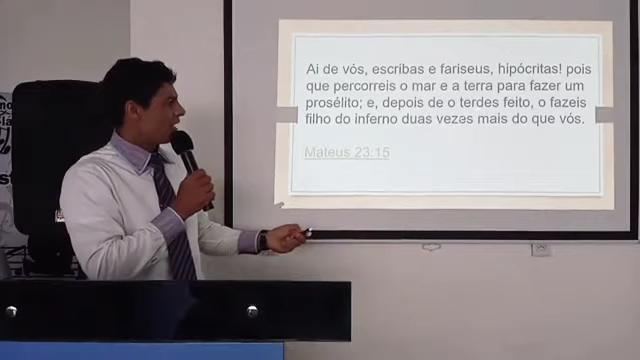 Ai de vós, escribas e fariseus, hipócritas! pois
que percorreis o mar e a terra para fazer um
prosélito; e, depois de o terdes feito, o fazeis
filho do inferno duas vezes mais do que vós.
Mateus 23:15